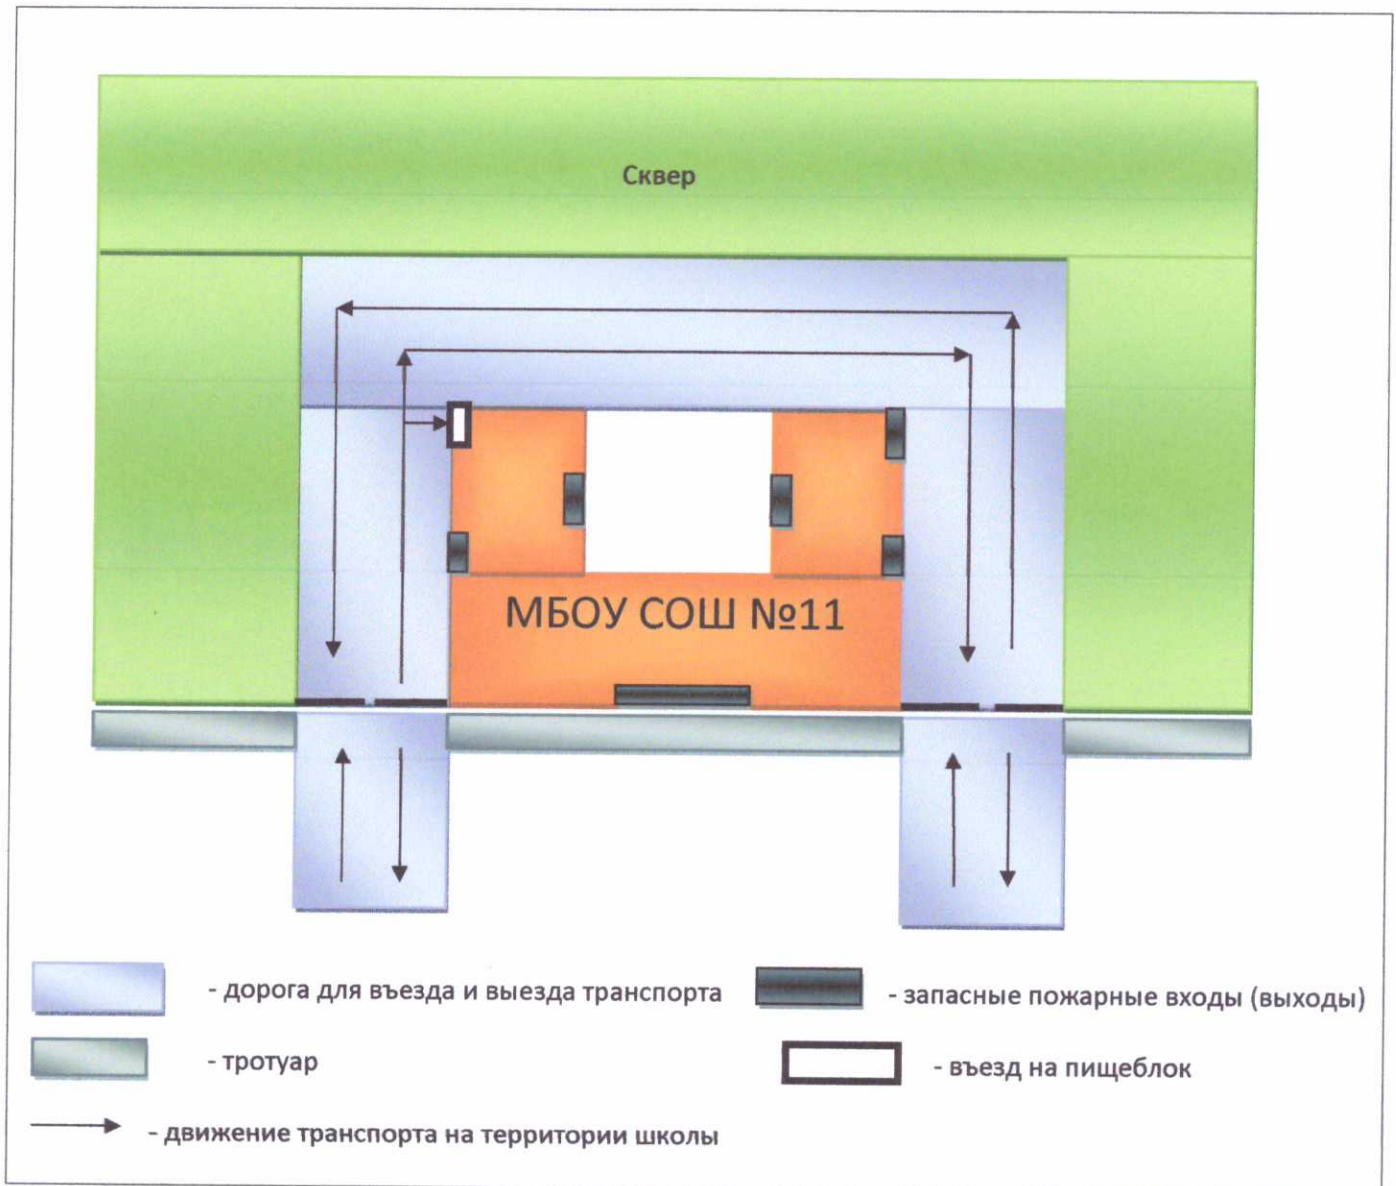 Сквер
МБОУ СОШ №11
- дорога для въезда и выезда транспорта
- запасные пожарные входы (выходы)
- тротуар
- въезд на пищеблок
- движение транспорта на территории школы